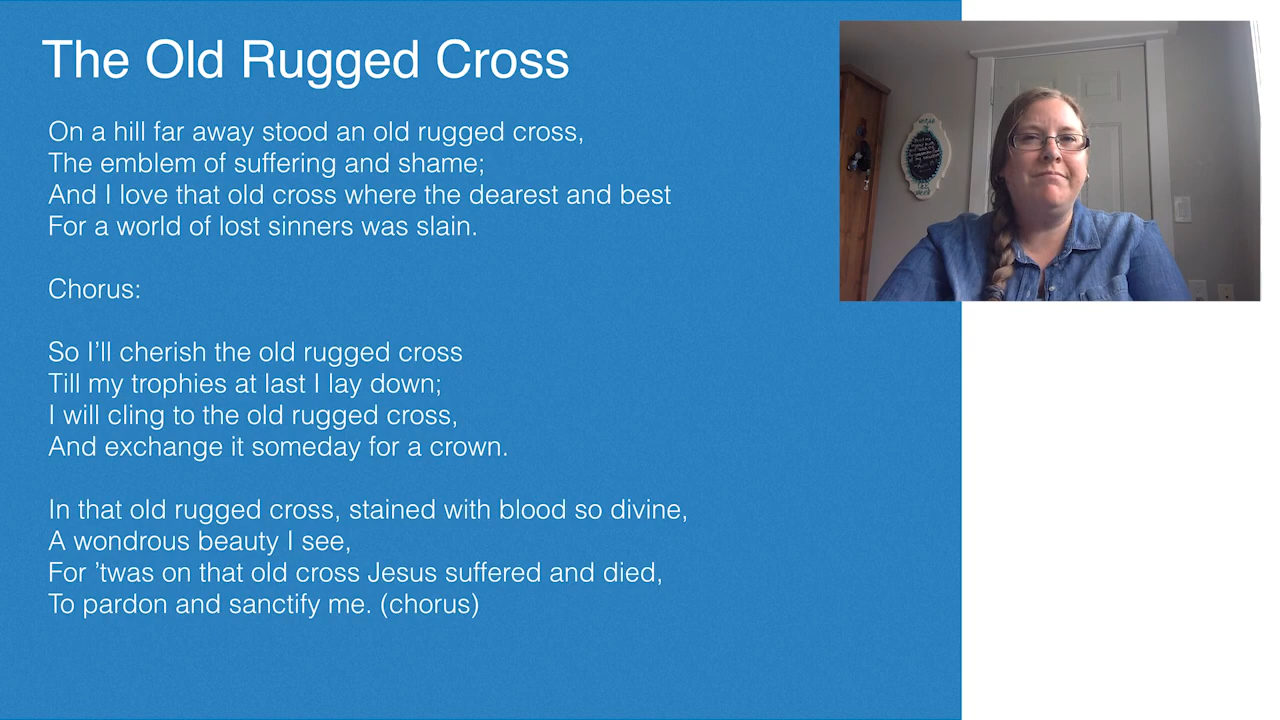 The Old Rugged Cross
On a hill far away stood an old rugged cross,
The emblem of suffering and shame;
And I love that old cross where the dearest and best
For a world of lost sinners was slain.
Chorus:
So I’ll cherish the old rugged cross
Till my trophies at last I lay down;
I will cling to the old rugged cross,
And exchange it someday for a crown.
In that old rugged cross, stained with blood so divine,
A wondrous beauty I see,
For ’twas on that old cross Jesus suffered and died,
To pardon and sanctify me. (chorus)